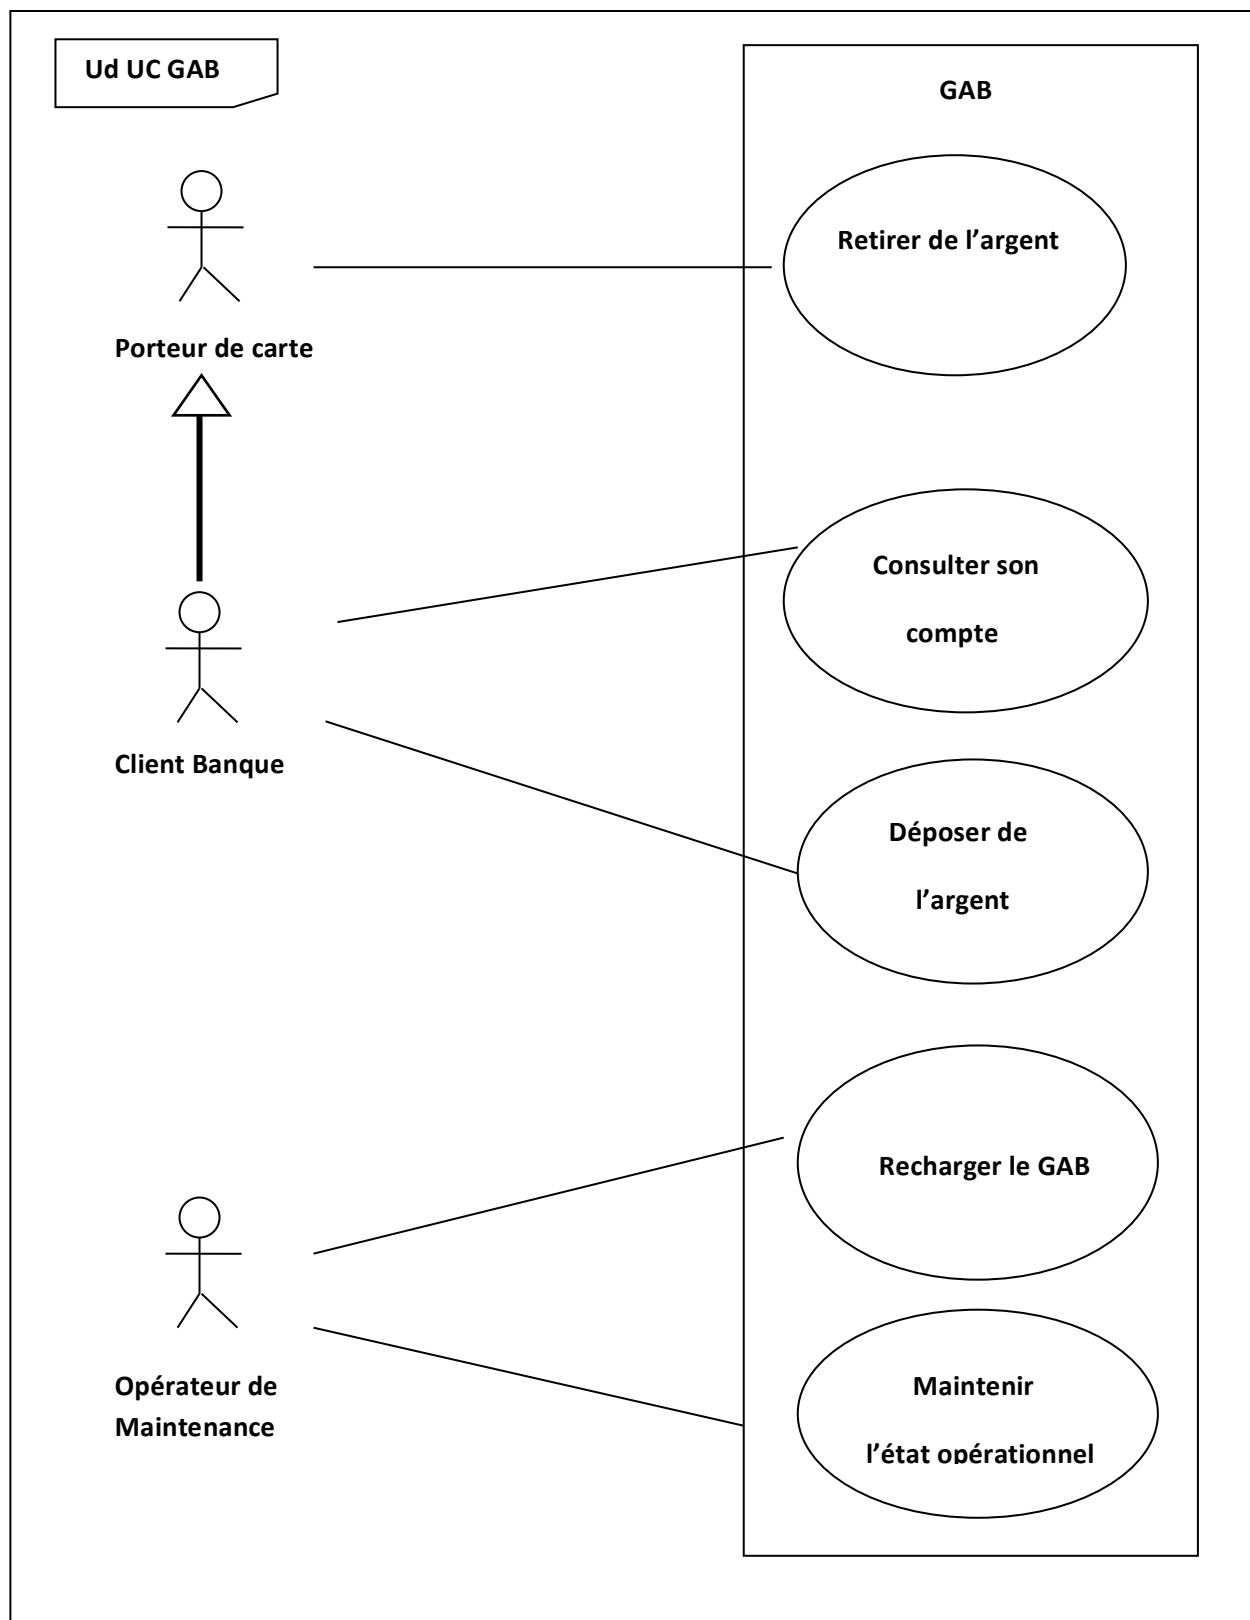 Ud UC GAB
GAB
Retirer de l’argent
Porteur de carte
Consulter son
compte
Client Banque
Déposer de
l’argent
Recharger le GAB
Opérateur de
Maintenance
Maintenir
l’état opérationnel